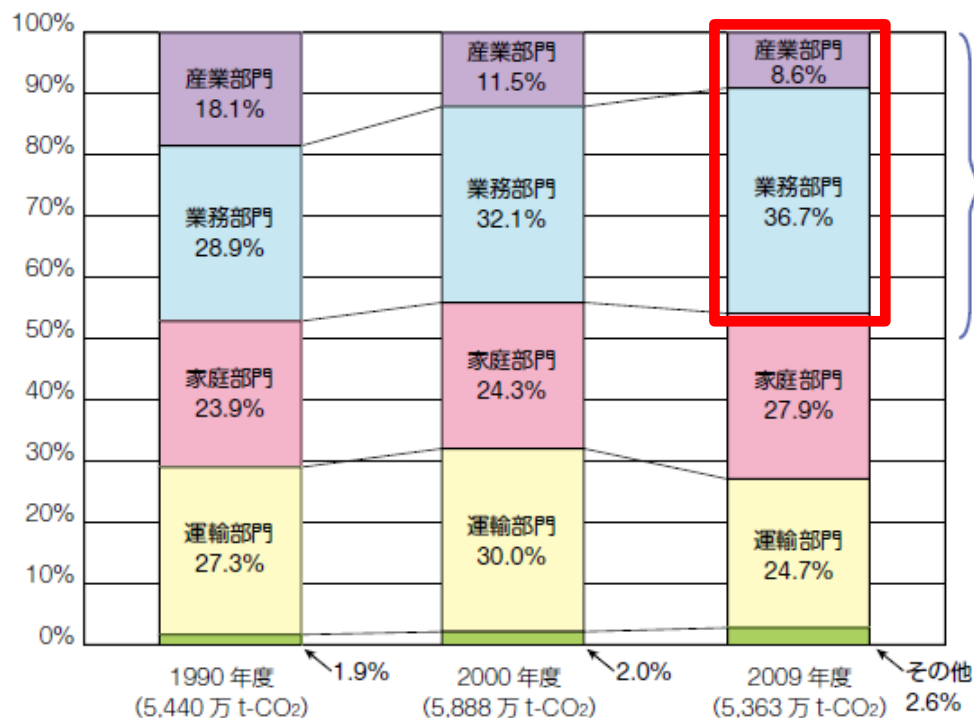 100%
90%
80%
70%
60%
50%
40%
30%
20%
10%
0%
産業部門
18.1%
業務部門
28.9%
家庭部門
23.9%
運輸部門
27.3%
産業部門
11.5%
業務部門
32.1%
家庭部門
24.3%
運輸部門
30.0%
産業部門
8.6%
業務部門
36.7%
家庭部門
27.9%
運輸部門
24.7%
1.9%
2.0%
その他
2.6%
1990 年度
(5,440 万 t-CO₂)
2000 年度
(5,888 万 t-CO₂)
2009 年度
(5,363 万 t-CO₂)